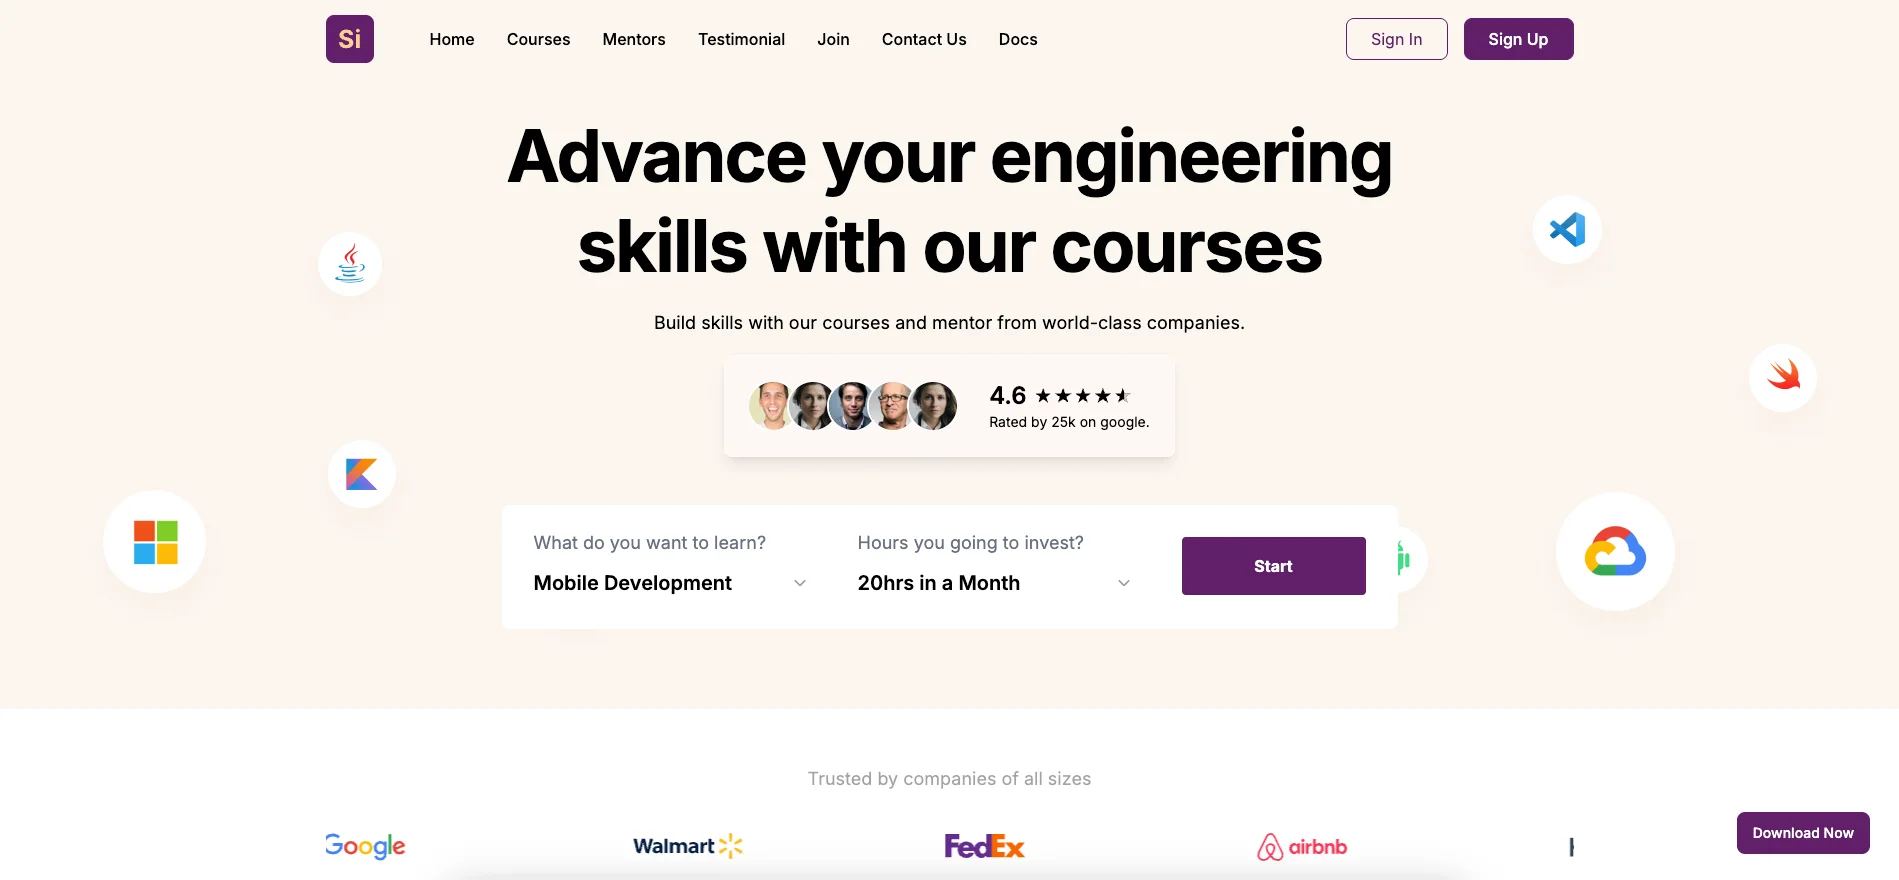 Si
Home Courses Mentors Testimonial Join Contact Us Docs Sign In Sign Up
Advance your engineering
skills with our courses
Build skills with our courses and mentor from world-class companies.
4.6
Rated by 25k on google.
What do you want to learn? Hours you going to invest?
Mobile Development 20hrs in a Month Start
Trusted by companies of all sizes
Download Now
Google Walmart FedEx airbnb